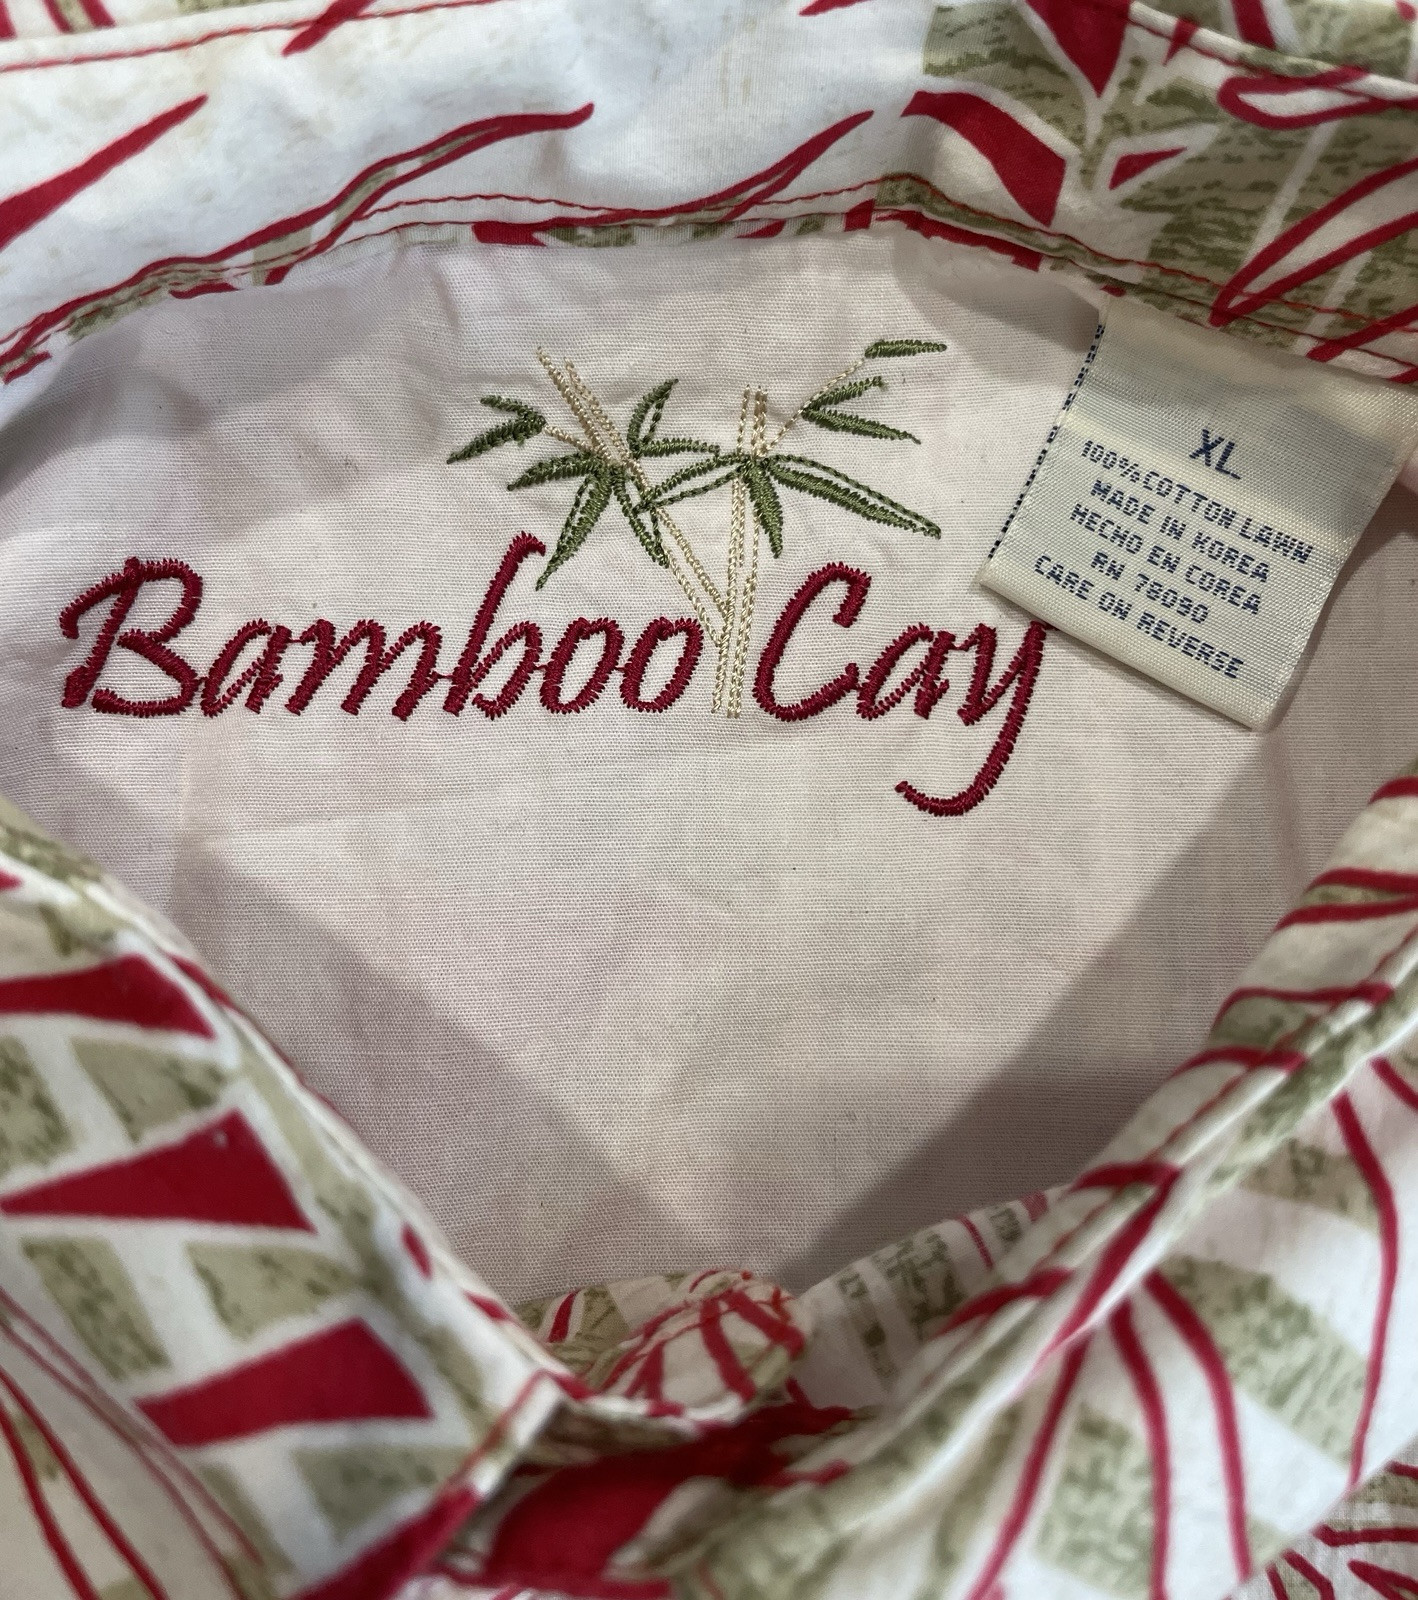 Bamboo Cay
XL
100% COTTON LAWN
MADE IN KOREA
HECHO EN COREA
RN 78090
CARE ON REVERSE